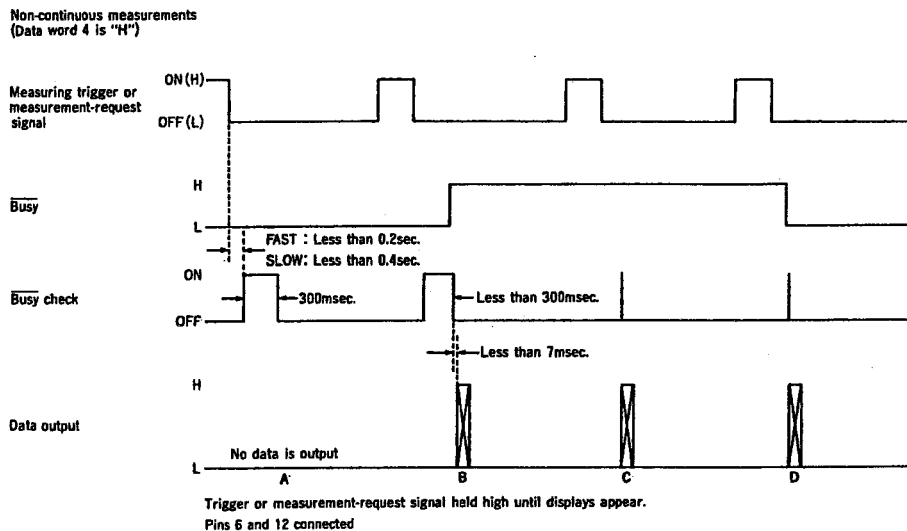 Non-continuous measurements
(Data word 4 is "H")
Measuring trigger or
measurement-request
signal
ON (H)
OFF (L)
Busy
H
L
FAST : Less than 0.2sec.
SLOW: Less than 0.4sec.
Busy check
ON
OFF
300msec.
Less than 300msec.
Less than 7msec.
Data output
H
L
No data is output
A
B
C
D
Trigger or measurement-request signal held high until displays appear.
Pins 6 and 12 connected